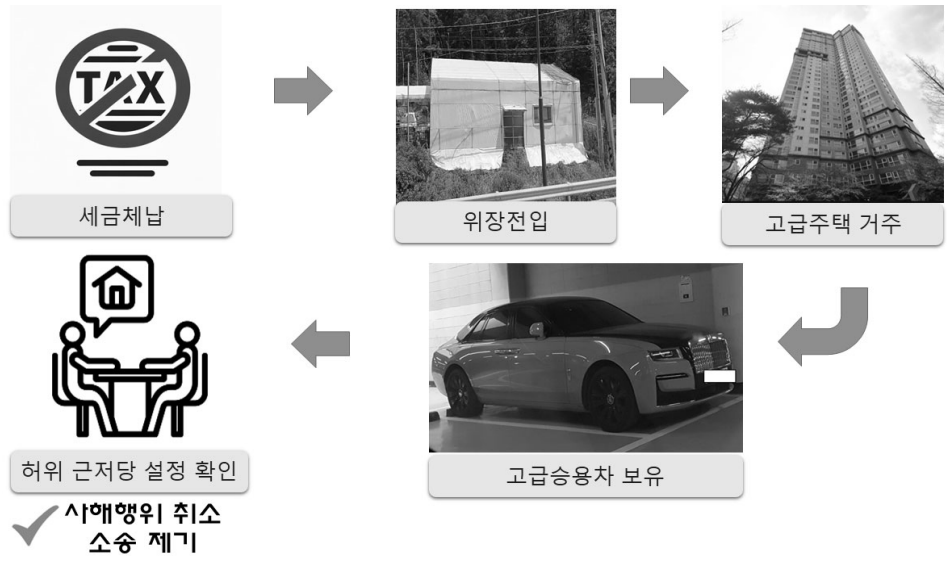 TAX
세금체납
위장전입
고급주택 거주
고급승용차 보유
허위 근저당 설정 확인
사해행위 취소
소송 제기